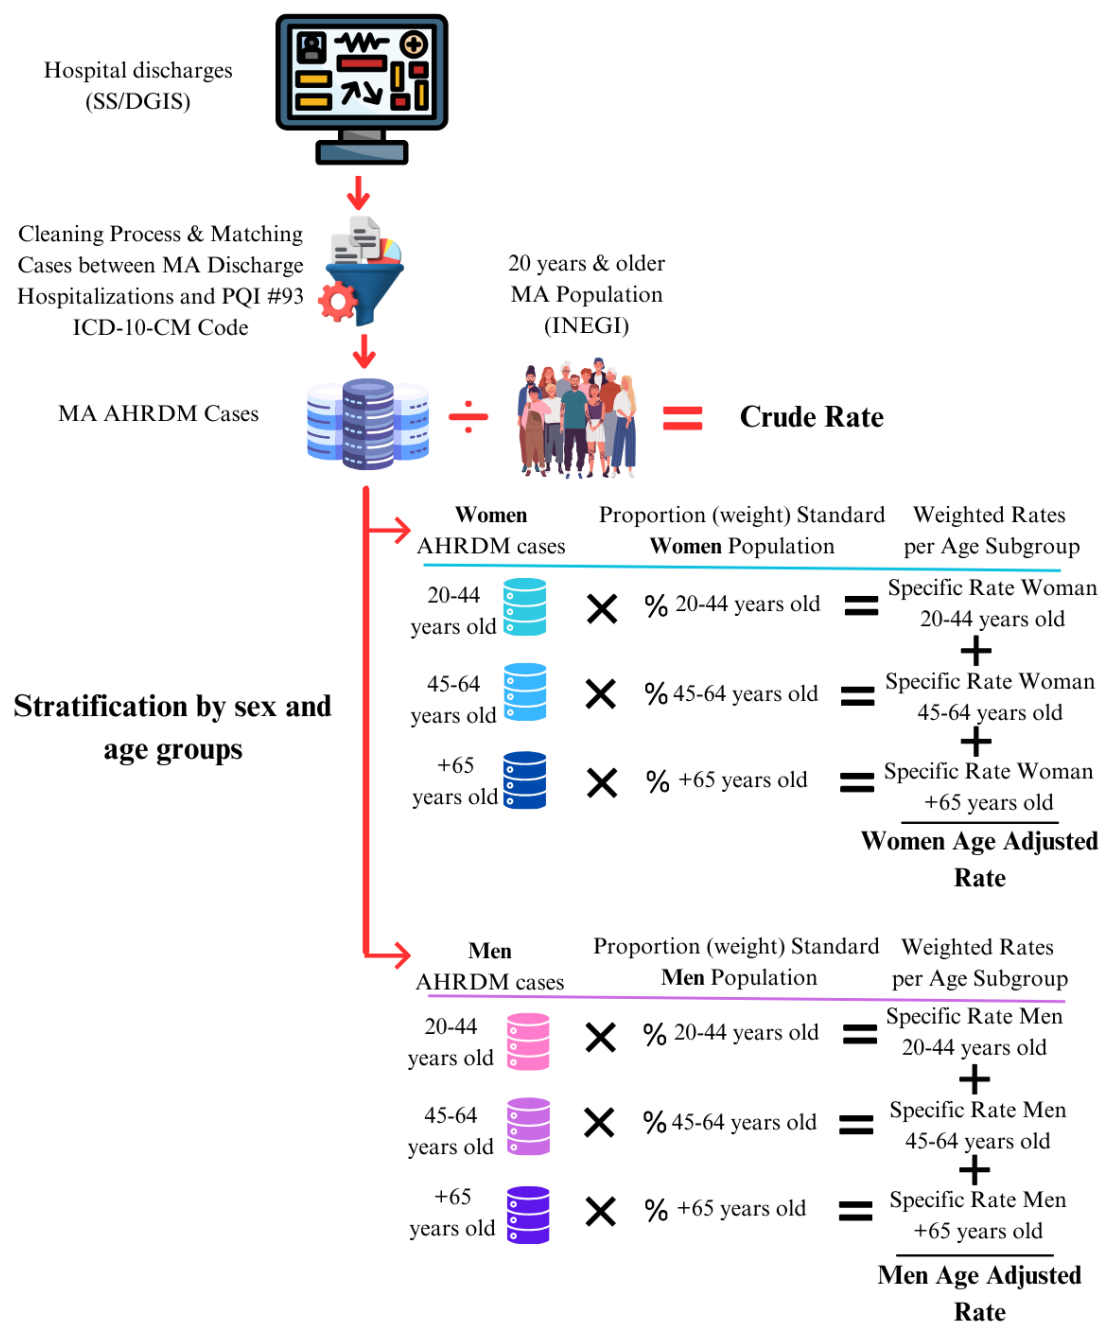 Hospital discharges
(SS/DGIS)
Cleaning Process & Matching
Cases between MA Discharge
Hospitalizations and PQI #93
ICD-10-CM Code
20 years & older
MA Population
(INEGI)
MA AHRDM Cases
÷
=
Crude Rate
Stratification by sex and
age groups
Women
AHRDM cases
Proportion (weight) Standard
Women Population
Weighted Rates
per Age Subgroup
20-44
years old
× % 20-44 years old =
Specific Rate Woman
20-44 years old
+
45-64
years old
× % 45-64 years old =
Specific Rate Woman
45-64 years old
+
+65
years old
× % +65 years old =
Specific Rate Woman
+65 years old
Women Age Adjusted
Rate
Men
AHRDM cases
Proportion (weight) Standard
Men Population
Weighted Rates
per Age Subgroup
20-44
years old
× % 20-44 years old =
Specific Rate Men
20-44 years old
+
45-64
years old
× % 45-64 years old =
Specific Rate Men
45-64 years old
+
+65
years old
× % +65 years old =
Specific Rate Men
+65 years old
Men Age Adjusted
Rate